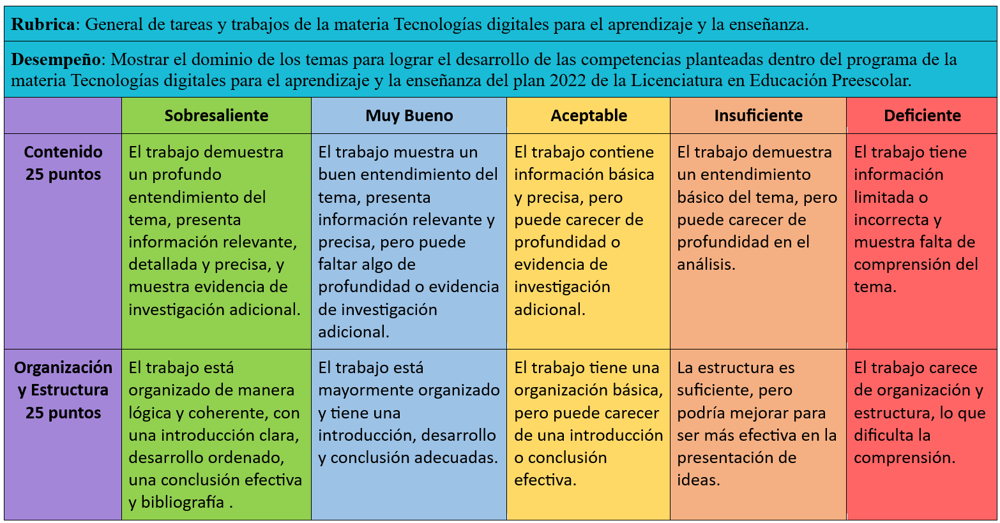 Rubrica: General de tareas y trabajos de la materia Tecnologías digitales para el aprendizaje y la enseñanza.
Desempeño: Mostrar el dominio de los temas para lograr el desarrollo de las competencias planteadas dentro del programa de la
materia Tecnologías digitales para el aprendizaje y la enseñanza del plan 2022 de la Licenciatura en Educación Preescolar.
Sobresaliente
Muy Bueno
Aceptable
Insuficiente
Deficiente
Contenido
25 puntos
El trabajo demuestra
un profundo
entendimiento del
tema, presenta
información relevante,
detallada y precisa, y
muestra evidencia de
investigación adicional.
El trabajo muestra un
buen entendimiento del
tema, presenta
información relevante y
precisa, pero puede
faltar algo de
profundidad o evidencia
de investigación
adicional.
El trabajo contiene
información básica
y precisa, pero
puede carecer de
profundidad o
evidencia de
investigación
adicional.
El trabajo demuestra
un entendimiento
básico del tema, pero
puede carecer de
profundidad en el
análisis.
El trabajo tiene
información
limitada o
incorrecta y
muestra falta de
comprensión del
tema.
Organización
y Estructura
25 puntos
El trabajo está
organizado de manera
lógica y coherente, con
una introducción clara,
desarrollo ordenado,
una conclusión efectiva
y bibliografía .
El trabajo está
mayormente organizado
y tiene una
introducción, desarrollo
y conclusión adecuadas.
El trabajo tiene una
organización básica,
pero puede carecer
de una introducción
o conclusión
efectiva.
La estructura es
suficiente, pero
podría mejorar para
ser más efectiva en la
presentación de
ideas.
El trabajo carece
de organización y
estructura, lo que
dificulta la
comprensión.